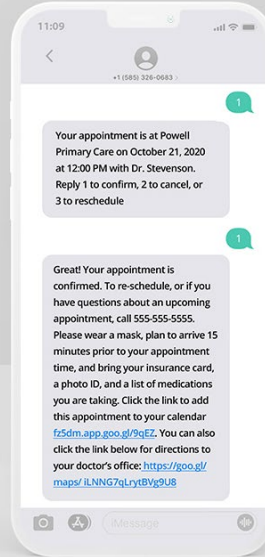 11:09
+1 (585) 326-0683 >
1
Your appointment is at Powell
Primary Care on October 21, 2020
at 12:00 PM with Dr. Stevenson.
Reply 1 to confirm, 2 to cancel, or
3 to reschedule
1
Great! Your appointment is
confirmed. To re-schedule, or if you
have questions about an upcoming
appointment, call 555-555-5555.
Please wear a mask, plan to arrive 15
minutes prior to your appointment
time, and bring your insurance card,
a photo ID, and a list of medications
you are taking. Click the link to add
this appointment to your calendar
fz5dm.app.goo.gl/9qEZ. You can also
click the link below for directions to
your doctor's office: https://goo.gl/
maps/ iLNNG7qLrytBVg9U8
iMessage